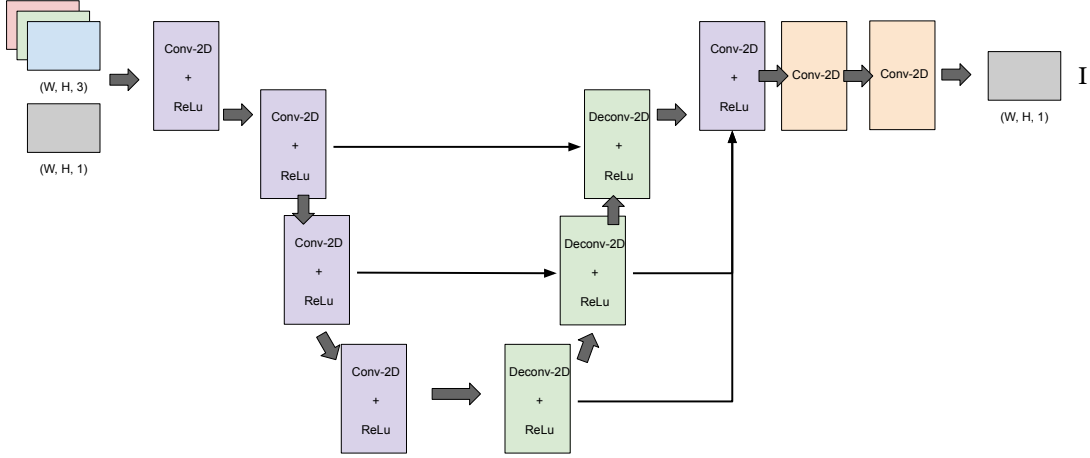 (W, H, 3)
(W, H, 1)
Conv-2D
+
ReLu
Conv-2D
+
ReLu
Conv-2D
+
ReLu
Conv-2D
+
ReLu
Deconv-2D
+
ReLu
Deconv-2D
+
ReLu
Deconv-2D
+
ReLu
Conv-2D
+
ReLu
Conv-2D
Conv-2D
(W, H, 1)
I